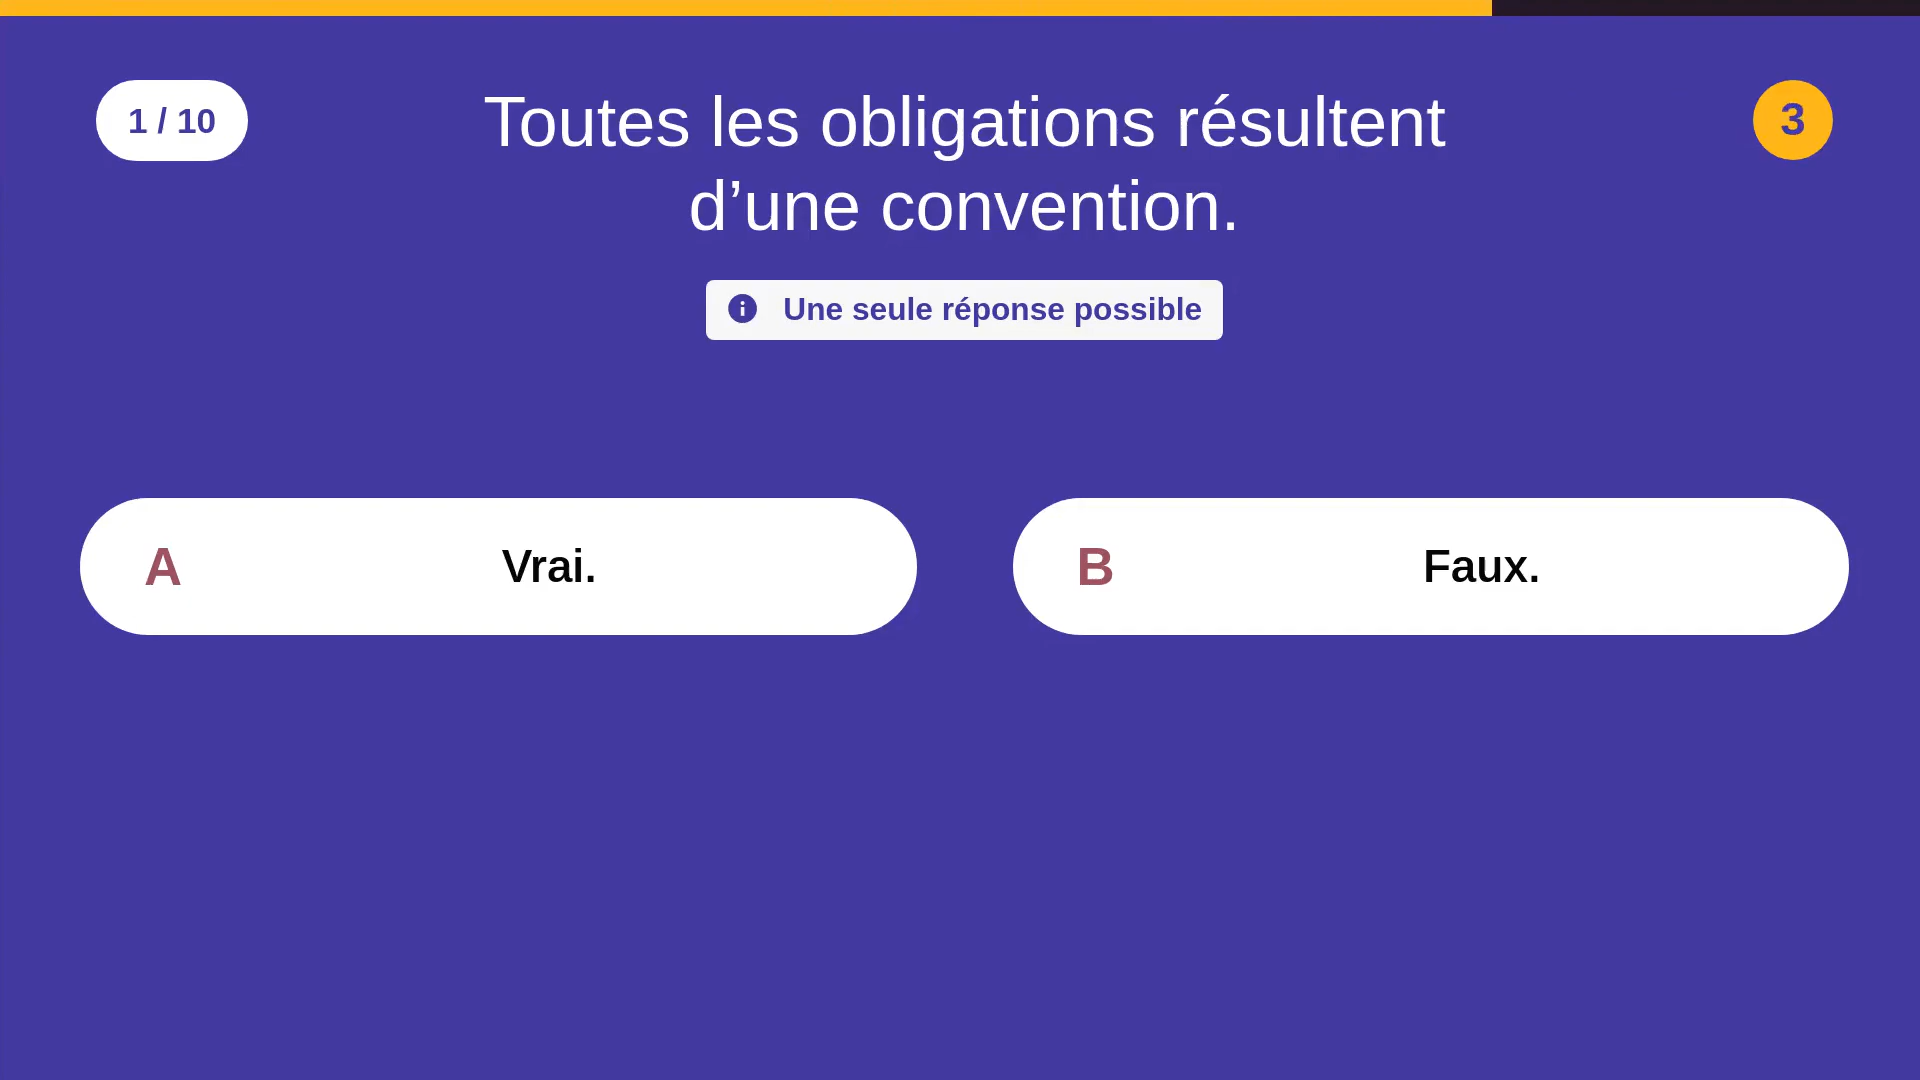 1 / 10
Toutes les obligations résultent
d’une convention.
3
Une seule réponse possible
A
Vrai.
B
Faux.